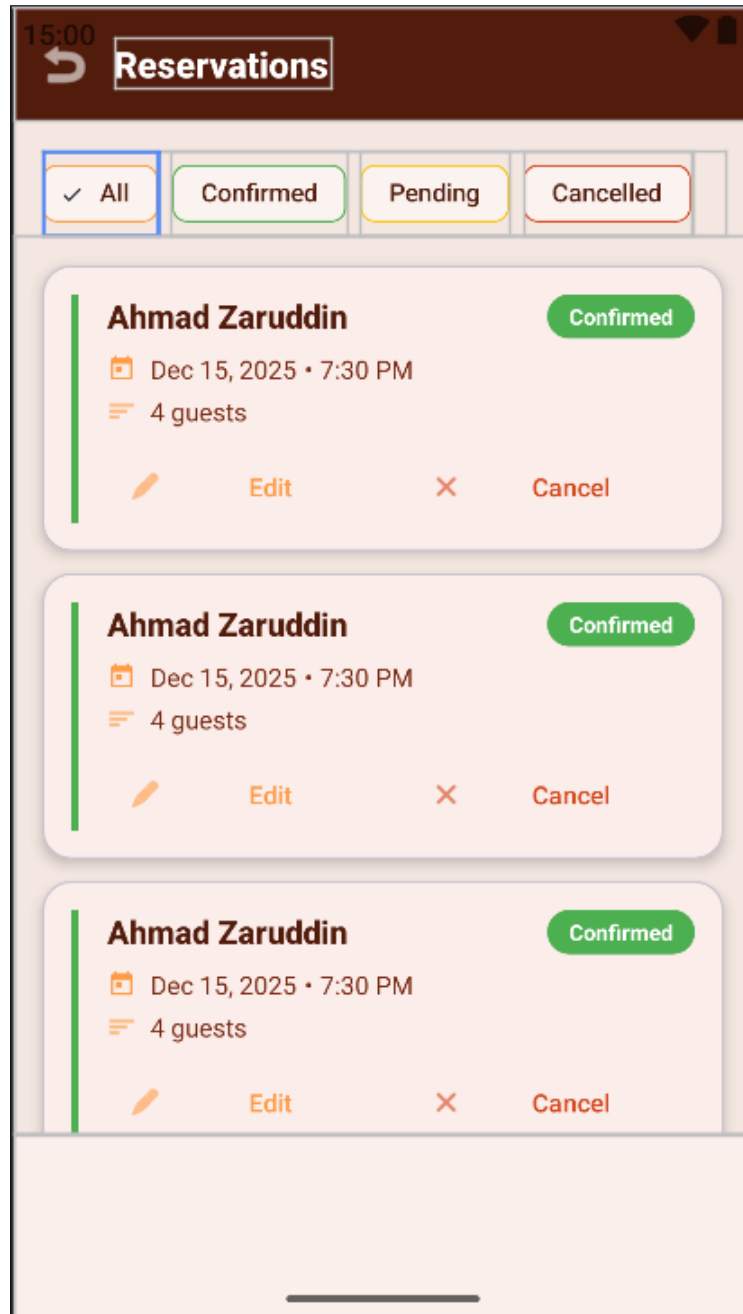 15:00
Reservations
All Confirmed Pending Cancelled
Ahmad Zaruddin Confirmed
Dec 15, 2025 • 7:30 PM
4 guests
Edit Cancel
Ahmad Zaruddin Confirmed
Dec 15, 2025 • 7:30 PM
4 guests
Edit Cancel
Ahmad Zaruddin Confirmed
Dec 15, 2025 • 7:30 PM
4 guests
Edit Cancel